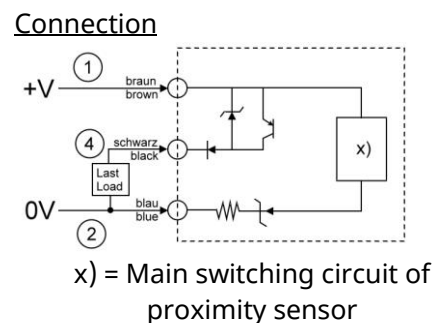 Connection
1
+V
braun
brown
4
schwarz
black
x)
Last
Load
0V
blau
blue
2
x) = Main switching circuit of
proximity sensor